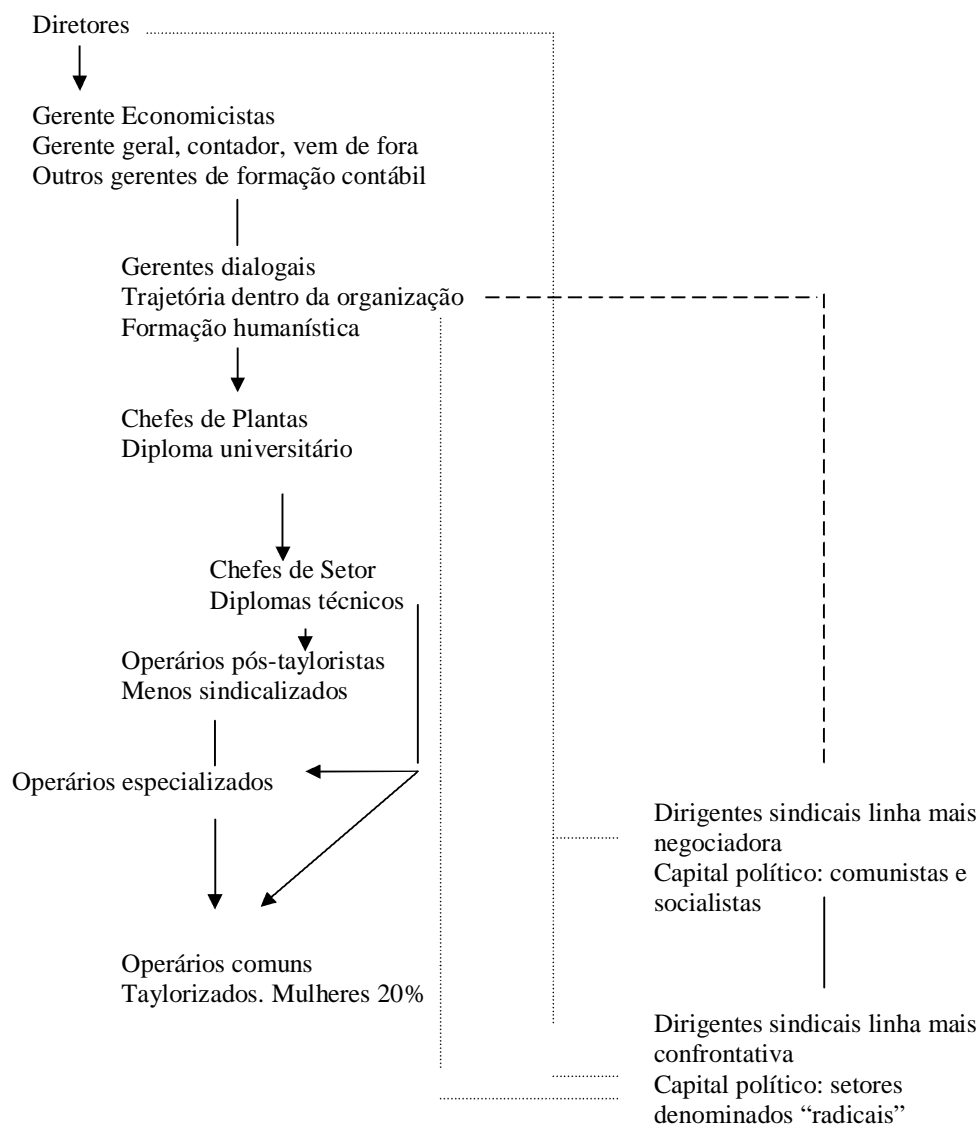 Diretores
Gerente Economicistas
Gerente geral, contador, vem de fora
Outros gerentes de formação contábil
Gerentes dialogais
Trajetória dentro da organização
Formação humanística
Chefes de Plantas
Diploma universitário
Chefes de Setor
Diplomas técnicos
Operários pós-tayloristas
Menos sindicalizados
Operários especializados
Dirigentes sindicais linha mais
negociadora
Capital político: comunistas e
socialistas
Operários comuns
Taylorizados. Mulheres 20%
Dirigentes sindicais linha mais
confrontativa
Capital político: setores
denominados “radicais”